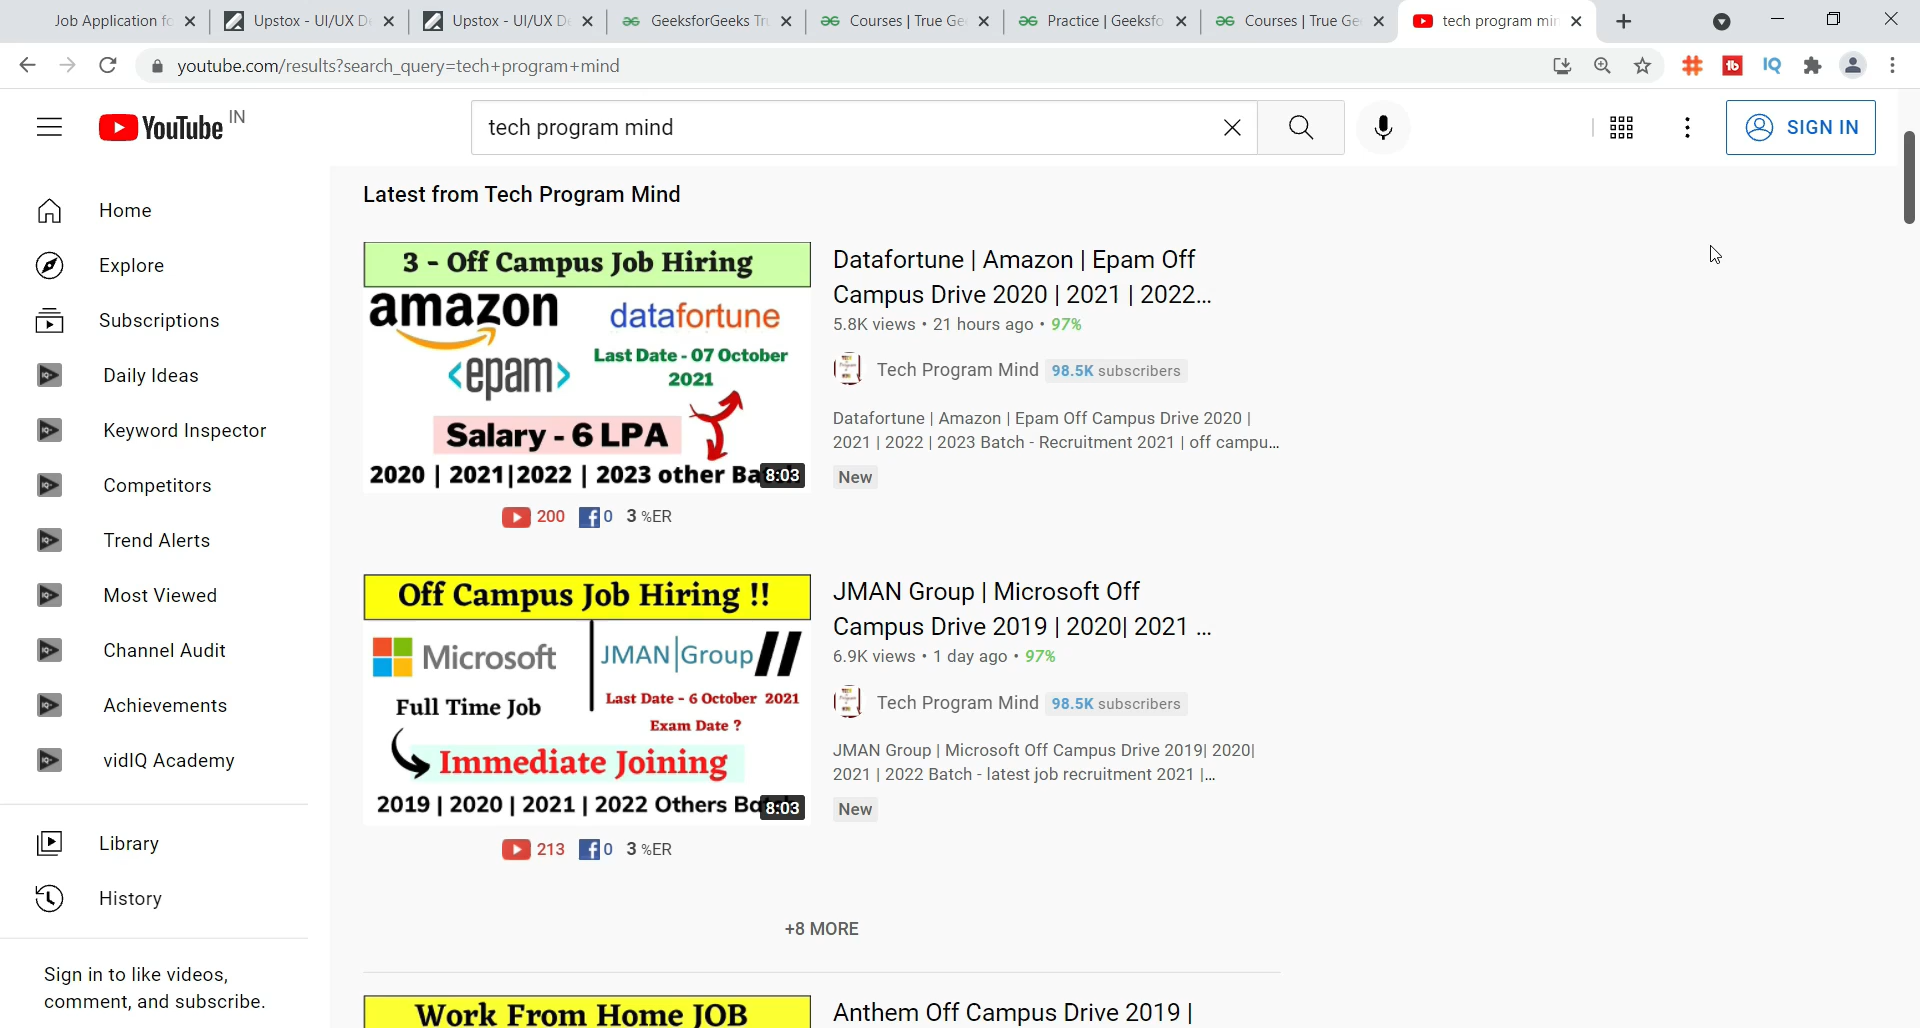 Job Application fo
Upstox - UI/UX D
Upstox - UI/UX D
GeeksforGeeks Tr
Courses | True Ge
Practice | Geeksfo
Courses | True Ge
tech program min
youtube.com/results?search_query=tech+program+mind
YouTube IN
tech program mind
SIGN IN
Home
Explore
Subscriptions
Daily Ideas
Keyword Inspector
Competitors
Trend Alerts
Most Viewed
Channel Audit
Achievements
vidIQ Academy
Library
History
Sign in to like videos,
comment, and subscribe.
Latest from Tech Program Mind
3 - Off Campus Job Hiring
amazon
datafortune
<epam>
Last Date - 07 October
2021
Salary - 6 LPA
2020 | 2021|2022 | 2023 other
8:03
200 0 3 %ER
Datafortune | Amazon | Epam Off
Campus Drive 2020 | 2021 | 2022...
5.8K views • 21 hours ago • 97%
Tech Program Mind 98.5K subscribers
Datafortune | Amazon | Epam Off Campus Drive 2020 |
2021 | 2022 | 2023 Batch - Recruitment 2021 | off campu...
New
Off Campus Job Hiring !!
Microsoft
JMAN|Group
Full Time Job
Last Date - 6 October 2021
Exam Date ?
Immediate Joining
2019 | 2020 | 2021 | 2022 Others
8:03
213 0 3 %ER
JMAN Group | Microsoft Off
Campus Drive 2019 | 2020| 2021 ...
6.9K views • 1 day ago • 97%
Tech Program Mind 98.5K subscribers
JMAN Group | Microsoft Off Campus Drive 2019| 2020|
2021 | 2022 Batch - latest job recruitment 2021 |...
New
+8 MORE
Work From Home JOB
Anthem Off Campus Drive 2019 |